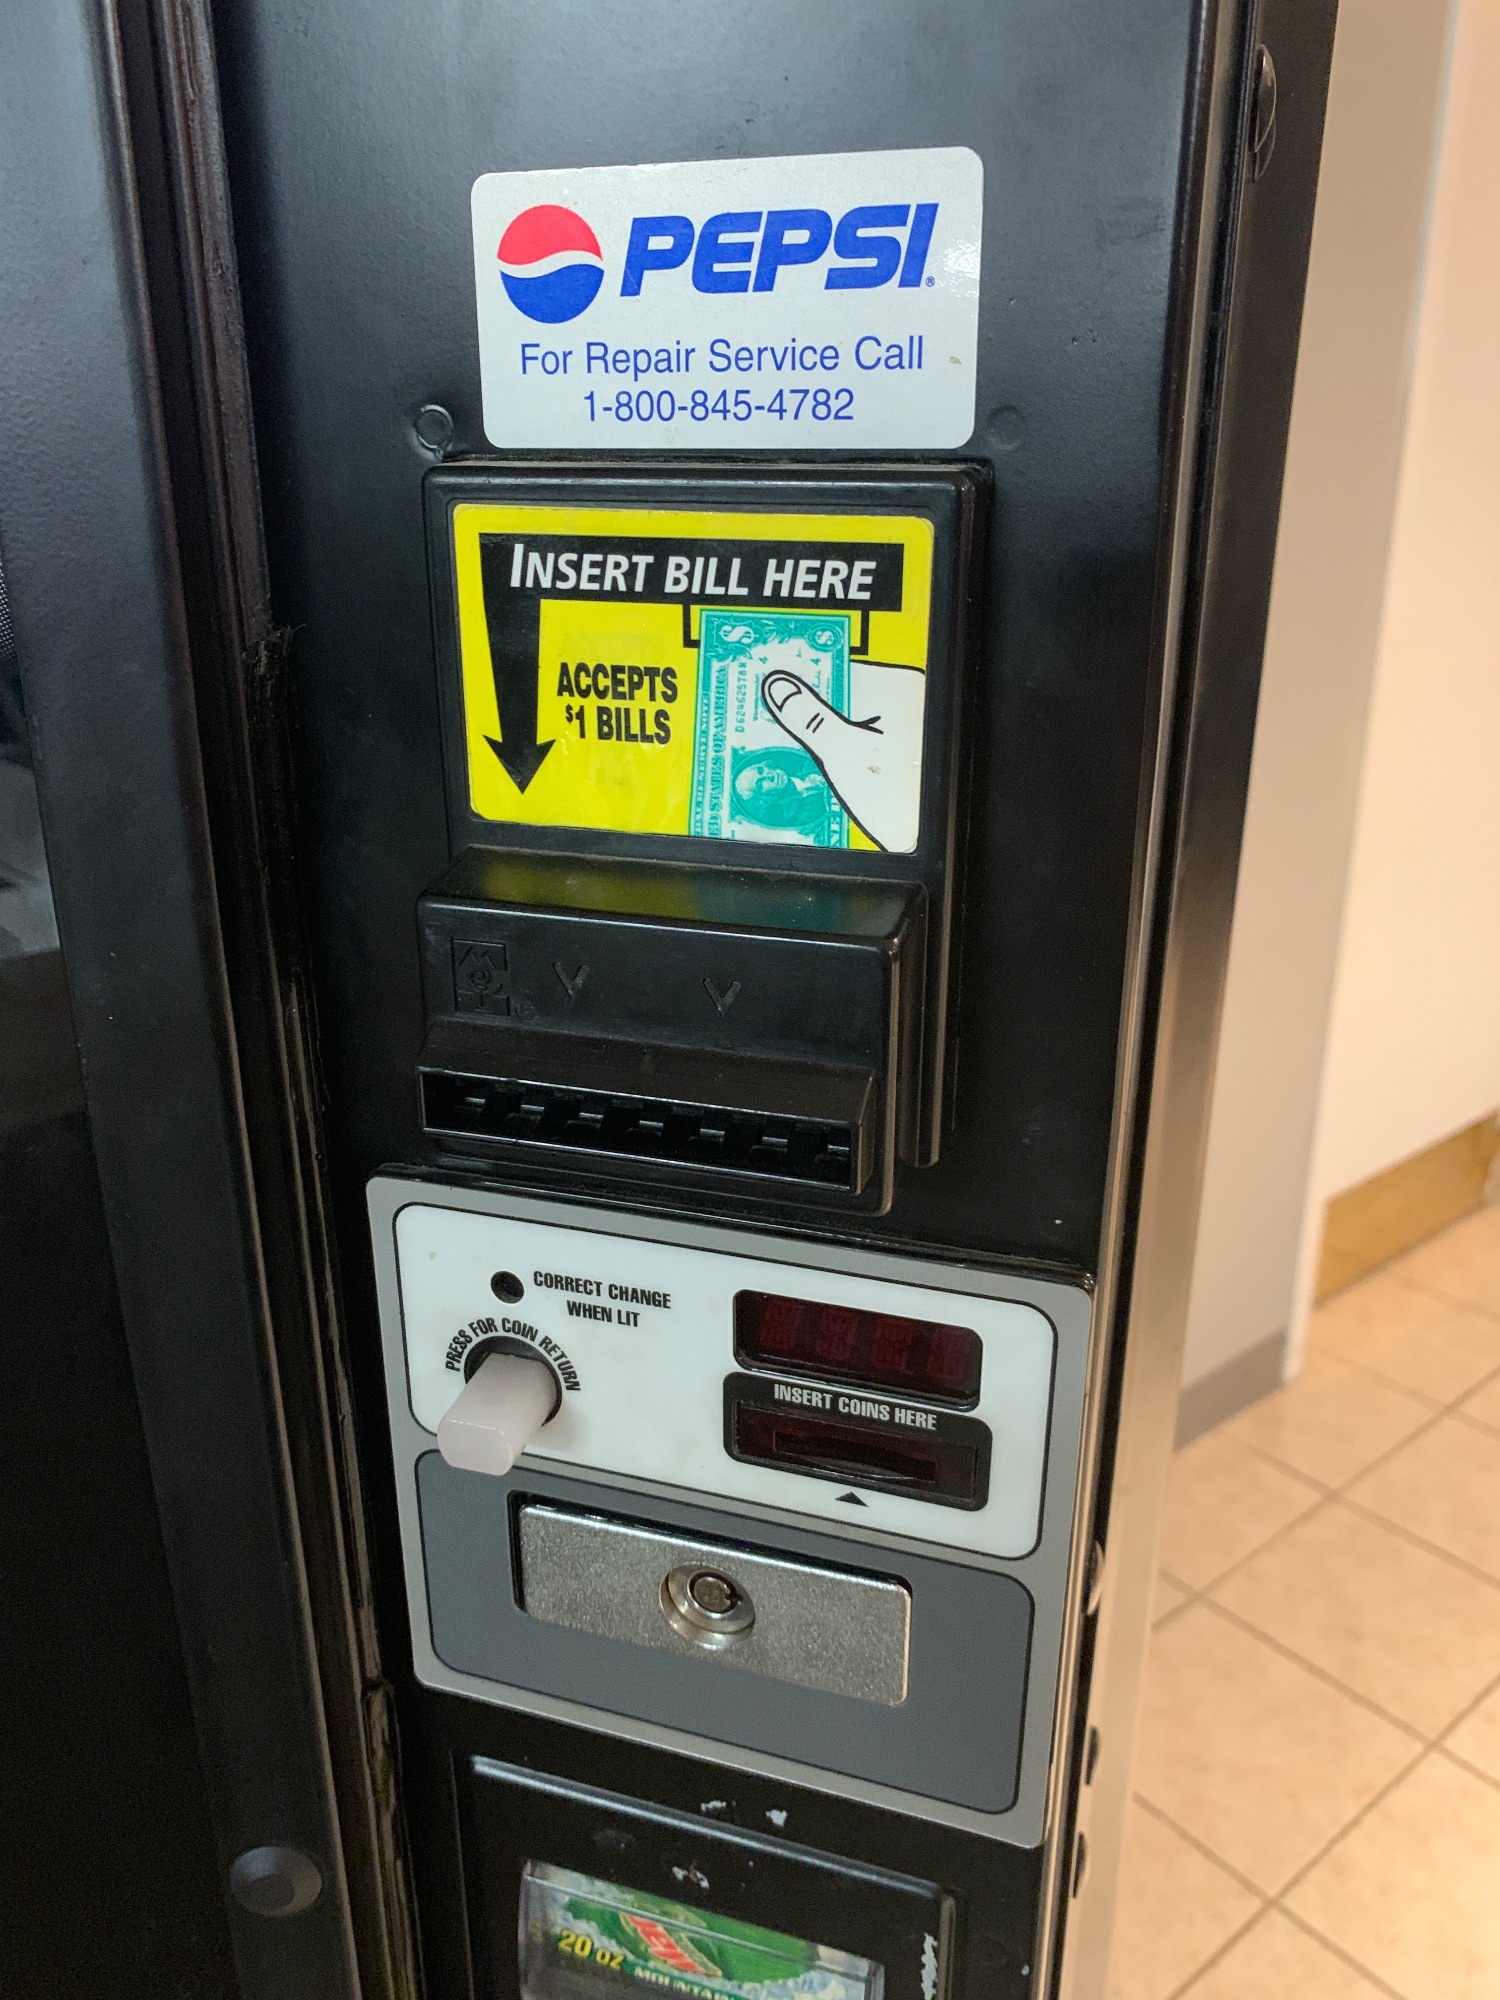 PEPSI®
For Repair Service Call
1-800-845-4782
INSERT BILL HERE
ACCEPTS
$1 BILLS
D62462578W
CORRECT CHANGE
WHEN LIT
PRESS FOR COIN RETURN
INSERT COINS HERE
20 OZ